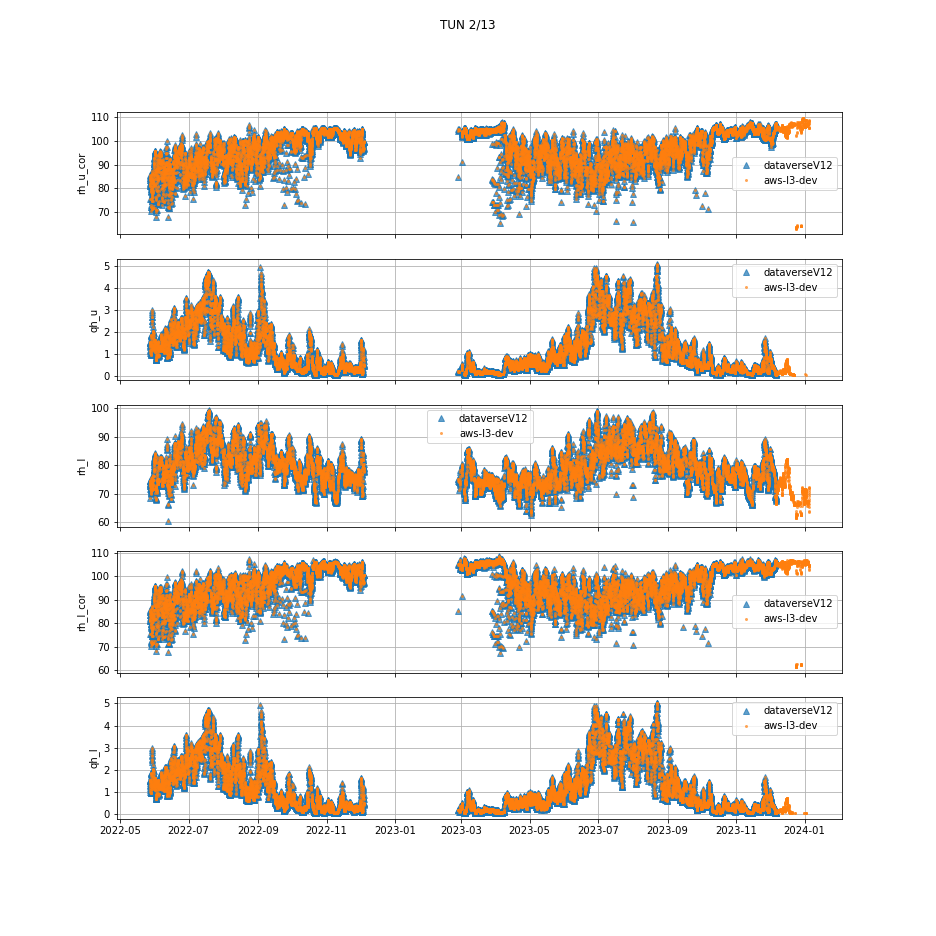 TUN 2/13
110
100
90
80
70
rh_u_cor
dataverseV12
aws-l3-dev
5
4
3
2
1
0
qh_u
dataverseV12
aws-l3-dev
100
90
80
70
60
rh_l
dataverseV12
aws-l3-dev
110
100
90
80
70
60
rh_l_cor
dataverseV12
aws-l3-dev
5
4
3
2
1
0
qh_l
dataverseV12
aws-l3-dev
2022-05 2022-07 2022-09 2022-11 2023-01 2023-03 2023-05 2023-07 2023-09 2023-11 2024-01